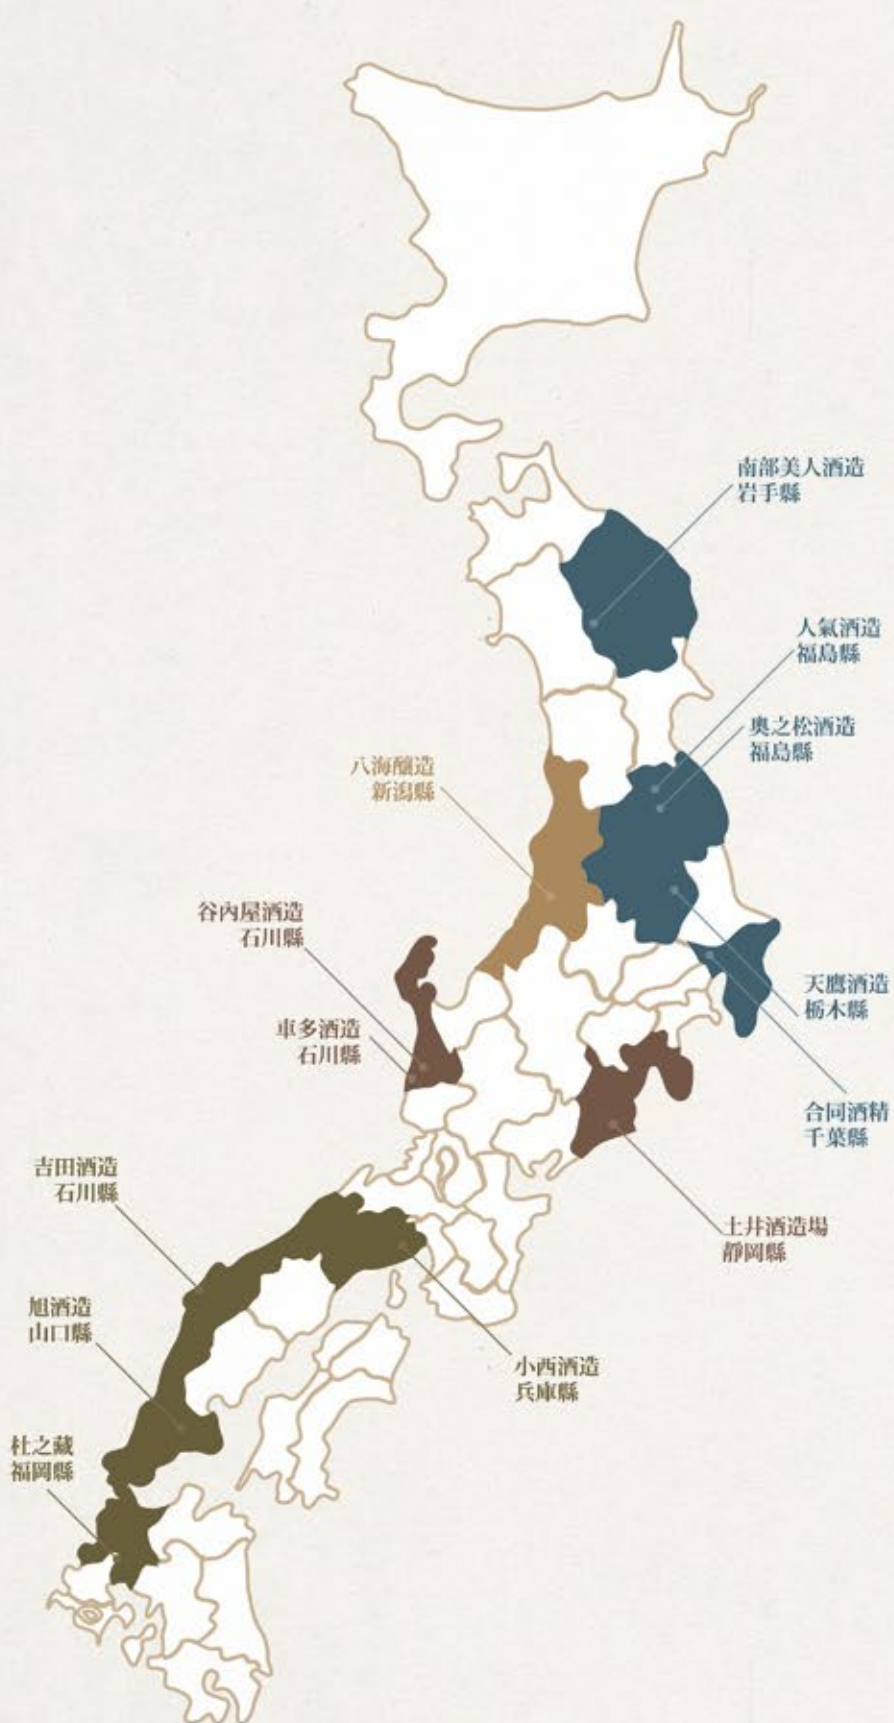 南部美人酒造
岩手縣
人氣酒造
福島縣
奥之松酒造
福島縣
八海釀造
新潟縣
谷內屋酒造
石川縣
天鷹酒造
栃木縣
車多酒造
石川縣
合同酒精
千葉縣
吉田酒造
石川縣
土井酒造場
靜岡縣
旭酒造
山口縣
小西酒造
兵庫縣
杜之藏
福岡縣